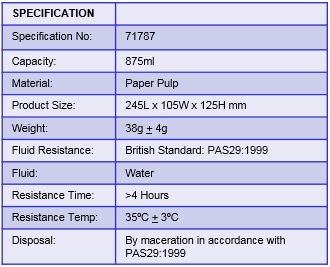 SPECIFICATION
Specification No: 71787
Capacity: 875ml
Material: Paper Pulp
Product Size: 245L x 105W x 125H mm
Weight: 38g ± 4g
Fluid Resistance: British Standard: PAS29:1999
Fluid: Water
Resistance Time: >4 Hours
Resistance Temp: 35ºC ± 3ºC
Disposal: By maceration in accordance with
PAS29:1999